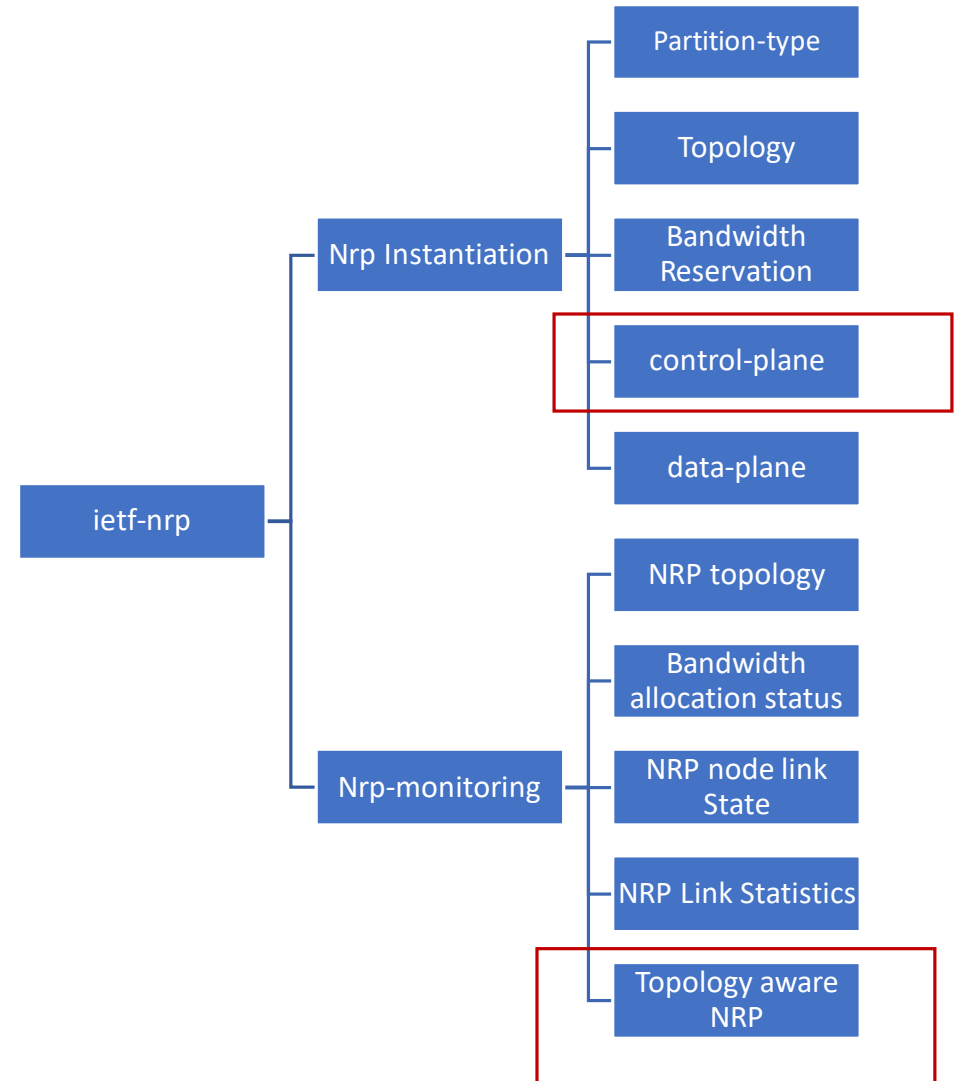 ietf-nrp
Nrp Instantiation
Partition-type
Topology
Bandwidth
Reservation
control-plane
data-plane
Nrp-monitoring
NRP topology
Bandwidth
allocation status
NRP node link
State
NRP Link Statistics
Topology aware
NRP